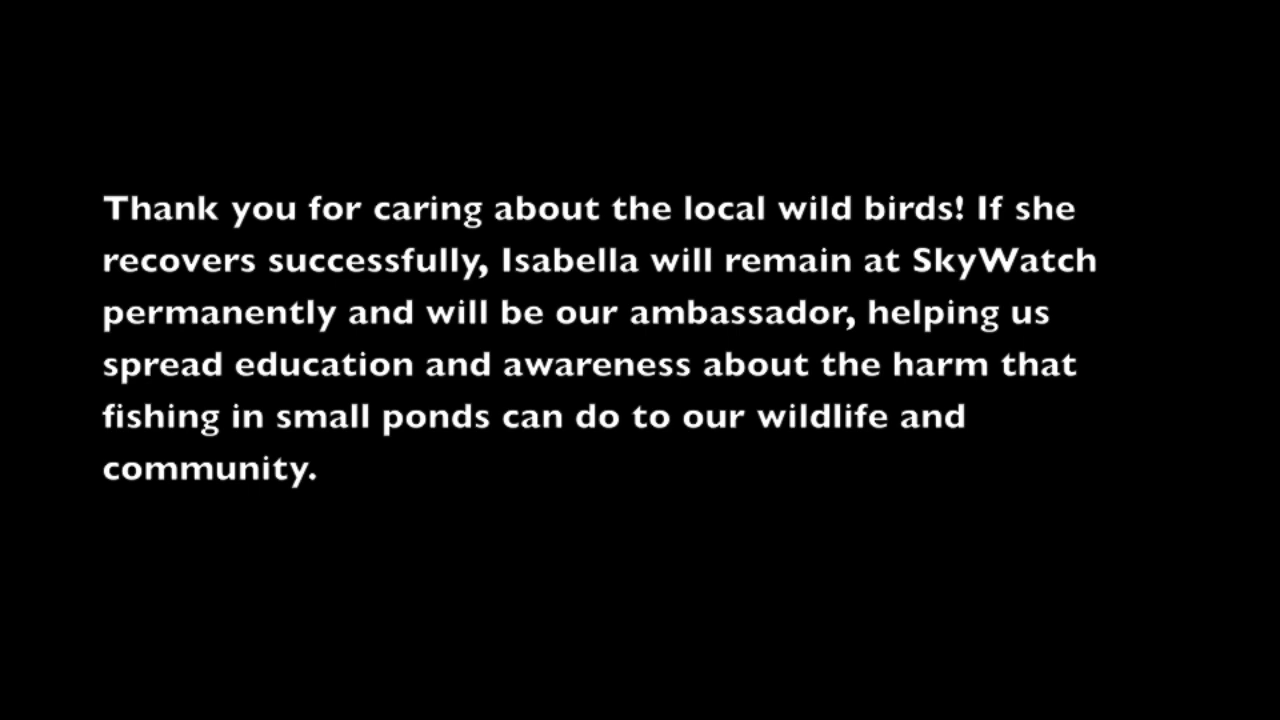 Thank you for caring about the local wild birds! If she
recovers successfully, Isabella will remain at SkyWatch
permanently and will be our ambassador, helping us
spread education and awareness about the harm that
fishing in small ponds can do to our wildlife and
community.